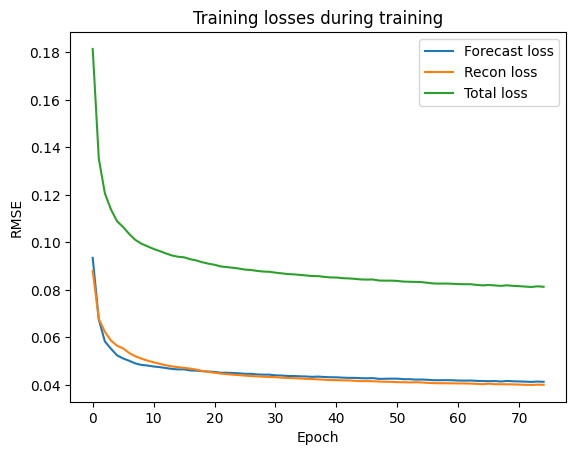 Training losses during training
Forecast loss
Recon loss
Total loss
0.18
0.16
0.14
0.12
0.10
0.08
0.06
0.04
RMSE
0 10 20 30 40 50 60 70
Epoch